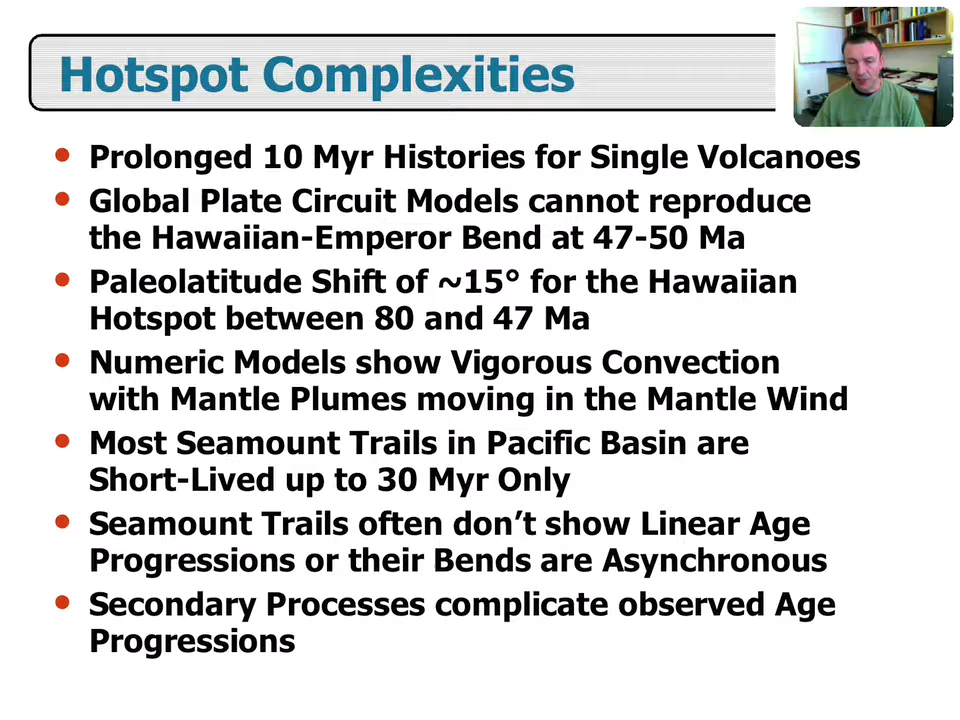 Hotspot Complexities
Prolonged 10 Myr Histories for Single Volcanoes
Global Plate Circuit Models cannot reproduce
the Hawaiian-Emperor Bend at 47-50 Ma
Paleolatitude Shift of ~15° for the Hawaiian
Hotspot between 80 and 47 Ma
Numeric Models show Vigorous Convection
with Mantle Plumes moving in the Mantle Wind
Most Seamount Trails in Pacific Basin are
Short-Lived up to 30 Myr Only
Seamount Trails often don’t show Linear Age
Progressions or their Bends are Asynchronous
Secondary Processes complicate observed Age
Progressions